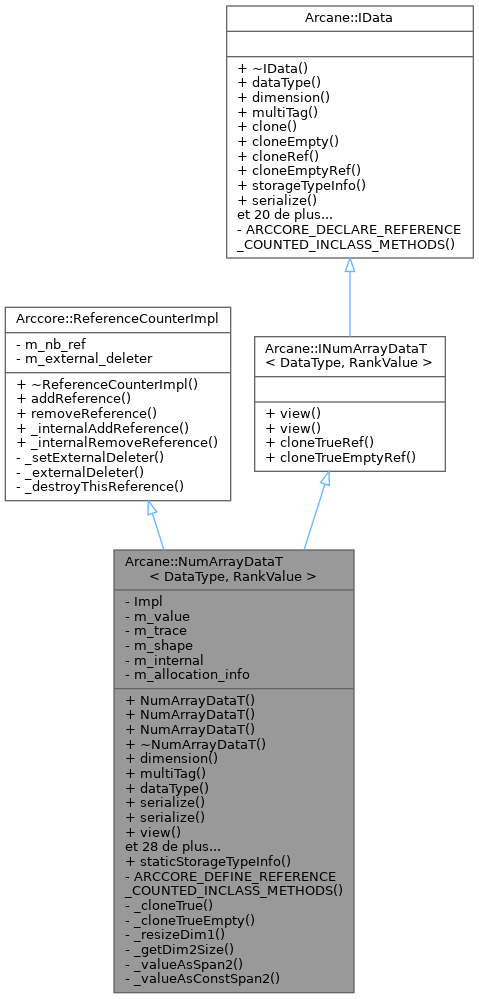 Arcane::IData
+ ~IData()
+ dataType()
+ dimension()
+ multiTag()
+ clone()
+ cloneEmpty()
+ cloneRef()
+ cloneEmptyRef()
+ storageTypeInfo()
+ serialize()
et 20 de plus...
- ARCCORE_DECLARE_REFERENCE
_COUNTED_INCLASS_METHODS()
Arccore::ReferenceCounterImpl
- m_nb_ref
- m_external_deleter
+ ~ReferenceCounterImpl()
+ addReference()
+ removeReference()
+ _internalAddReference()
+ _internalRemoveReference()
- _setExternalDeleter()
- _externalDeleter()
- _destroyThisReference()
Arcane::INumArrayDataT
< DataType, RankValue >
+ view()
+ view()
+ cloneTrueRef()
+ cloneTrueEmptyRef()
Arcane::NumArrayDataT
< DataType, RankValue >
- Impl
- m_value
- m_trace
- m_shape
- m_internal
- m_allocation_info
+ NumArrayDataT()
+ NumArrayDataT()
+ NumArrayDataT()
+ ~NumArrayDataT()
+ dimension()
+ multiTag()
+ dataType()
+ serialize()
+ serialize()
+ view()
et 28 de plus...
+ staticStorageTypeInfo()
- ARCCORE_DEFINE_REFERENCE
_COUNTED_INCLASS_METHODS()
- _cloneTrue()
- _cloneTrueEmpty()
- _resizeDim1()
- _getDim2Size()
- _valueAsSpan2()
- _valueAsConstSpan2()